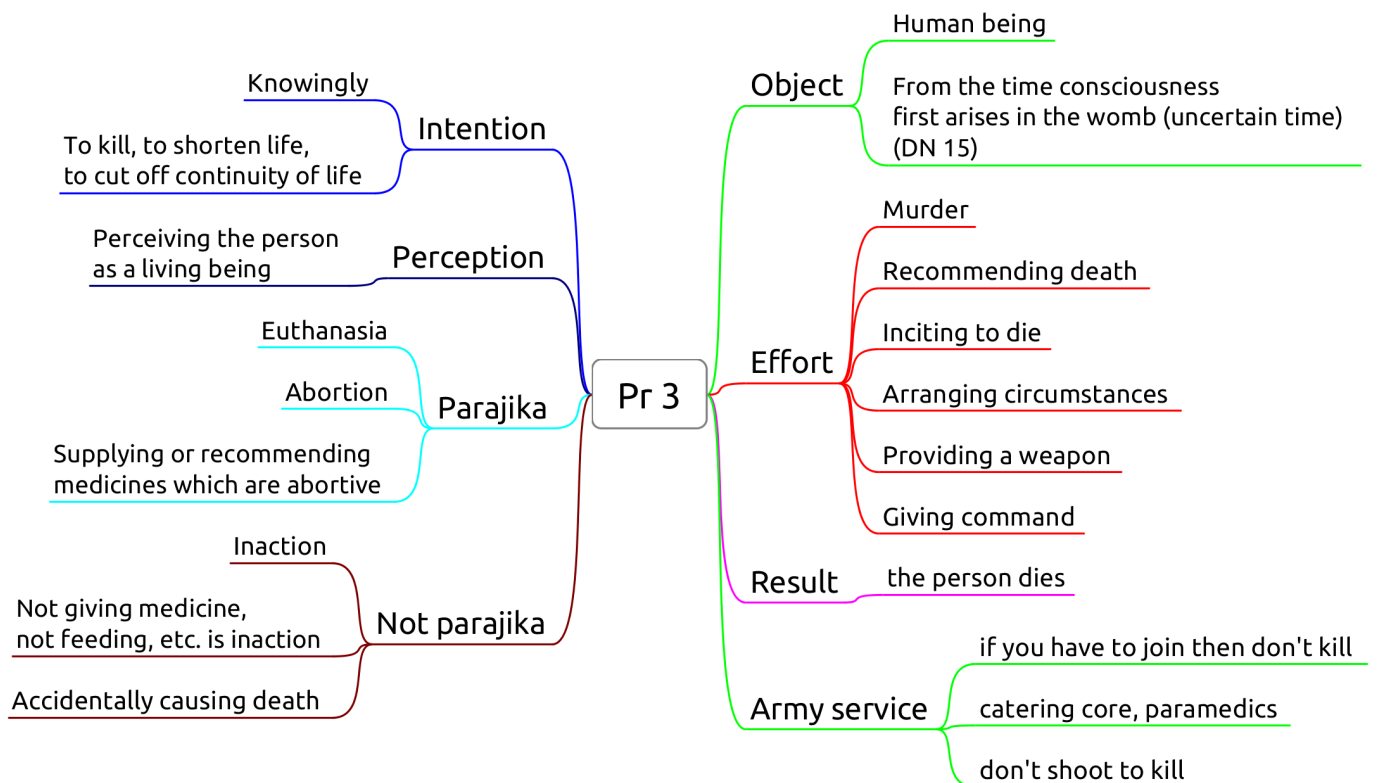 Pr 3
Object
Human being
From the time consciousness
first arises in the womb (uncertain time)
(DN 15)
Effort
Murder
Recommending death
Inciting to die
Arranging circumstances
Providing a weapon
Giving command
Result
the person dies
Army service
if you have to join then don't kill
catering core, paramedics
don't shoot to kill
Intention
Knowingly
To kill, to shorten life,
to cut off continuity of life
Perception
Perceiving the person
as a living being
Parajika
Euthanasia
Abortion
Supplying or recommending
medicines which are abortive
Not parajika
Inaction
Not giving medicine,
not feeding, etc. is inaction
Accidentally causing death